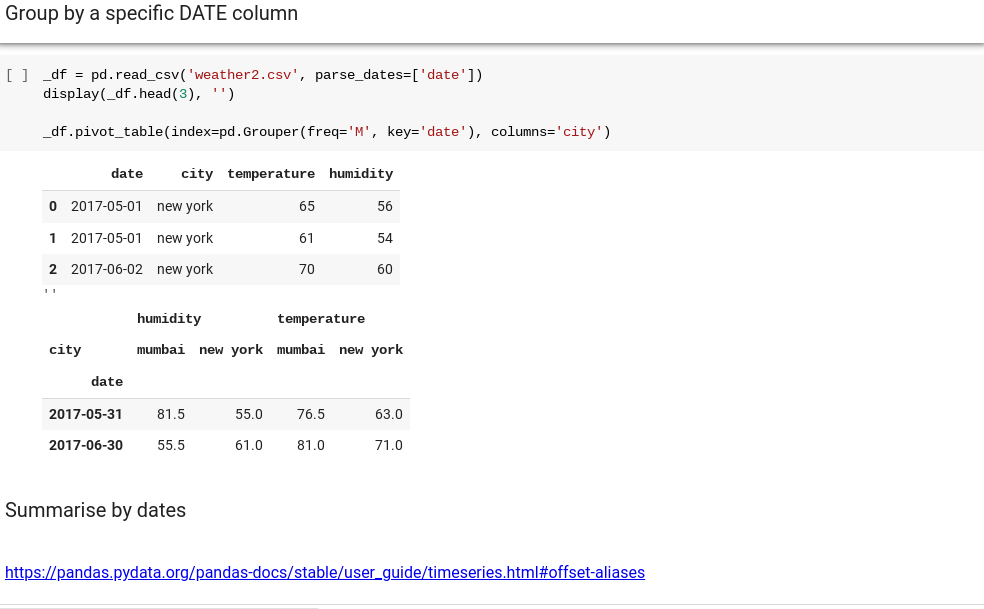 Group by a specific DATE column
[ ] _df = pd.read_csv('weather2.csv', parse_dates=['date'])
display(_df.head(3), '')
_df.pivot_table(index=pd.Grouper(freq='M', key='date'), columns='city')
date city temperature humidity
0 2017-05-01 new york 65 56
1 2017-05-01 new york 61 54
2 2017-06-02 new york 70 60
''
humidity temperature
city mumbai new york mumbai new york
date
2017-05-31 81.5 55.0 76.5 63.0
2017-06-30 55.5 61.0 81.0 71.0
Summarise by dates
https://pandas.pydata.org/pandas-docs/stable/user_guide/timeseries.html#offset-aliases